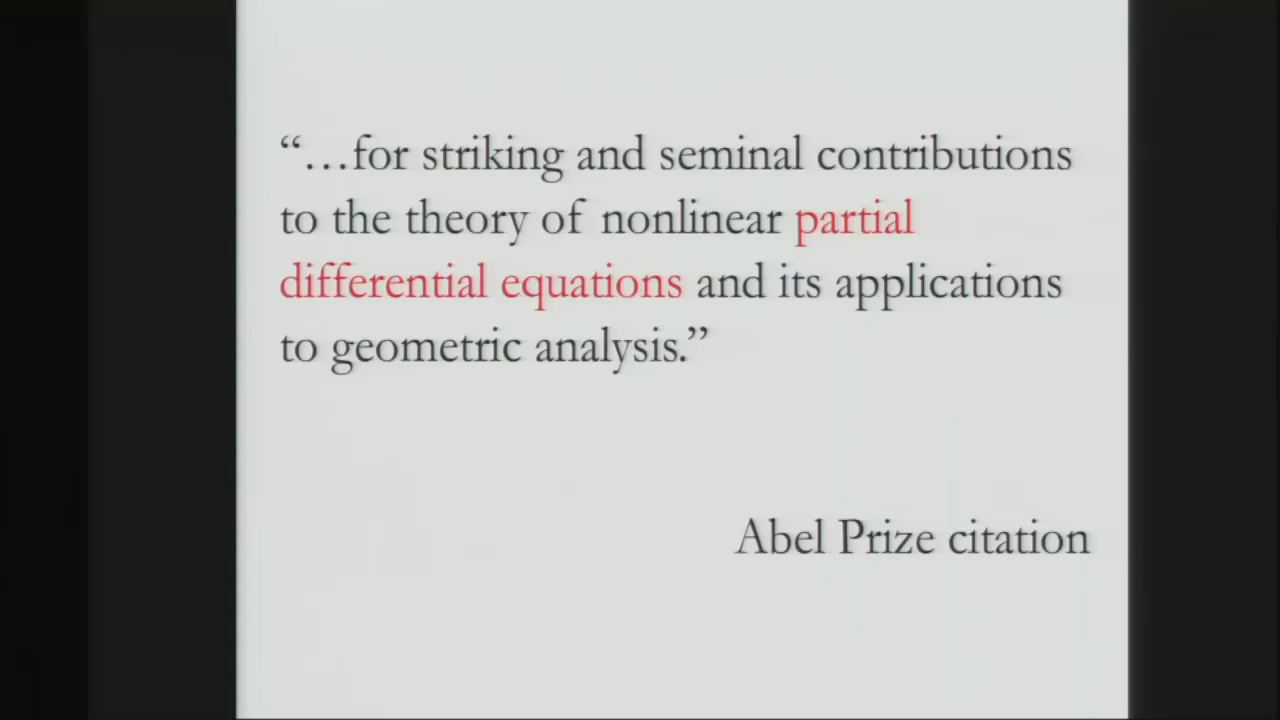 “…for striking and seminal contributions
to the theory of nonlinear partial
differential equations and its applications
to geometric analysis.”
Abel Prize citation